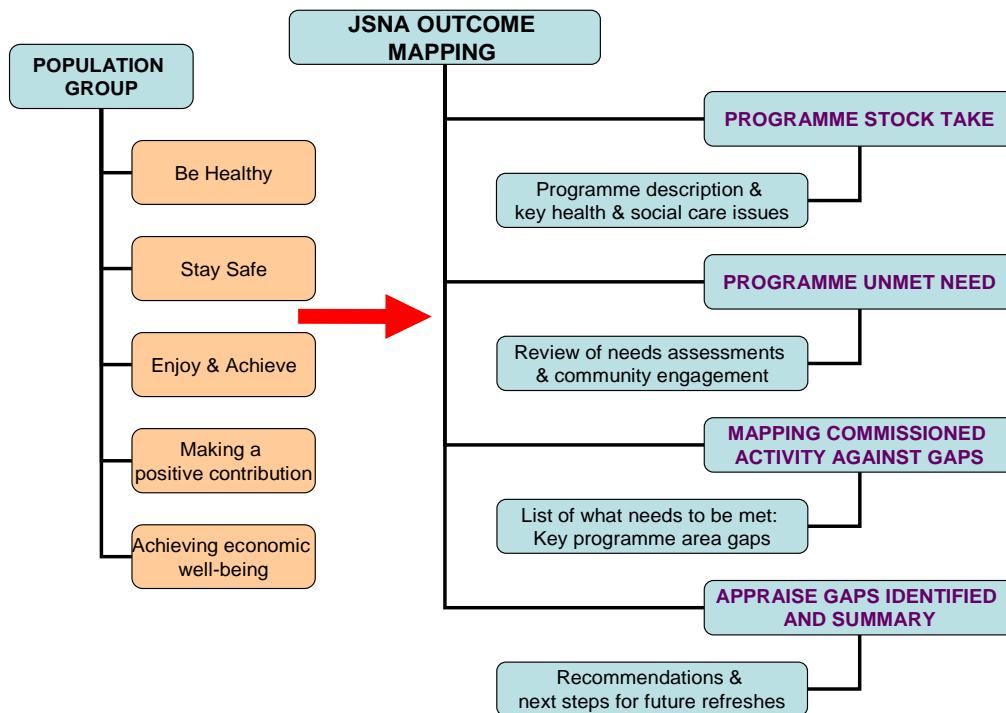 POPULATION
GROUP
Be Healthy
Stay Safe
Enjoy & Achieve
Making a
positive contribution
Achieving economic
well-being
JSNA OUTCOME
MAPPING
PROGRAMME STOCK TAKE
Programme description &
key health & social care issues
PROGRAMME UNMET NEED
Review of needs assessments
& community engagement
MAPPING COMMISSIONED
ACTIVITY AGAINST GAPS
List of what needs to be met:
Key programme area gaps
APPRAISE GAPS IDENTIFIED
AND SUMMARY
Recommendations &
next steps for future refreshes